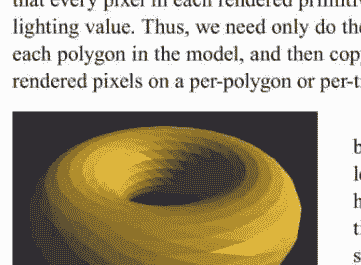 that every pixel in each rendered primitiv
lighting value. Thus, we need only do the
each polygon in the model, and then cop
rendered pixels on a per-polygon or per-t
b
l
h
t
s